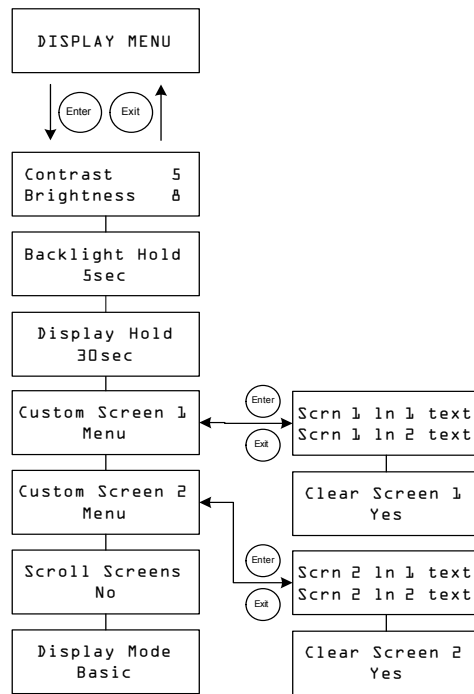 DISPLAY MENU
Enter Exit
Contrast 5
Brightness 8
Backlight Hold
5sec
Display Hold
30sec
Custom Screen 1
Menu
Enter
Exit
Scrn 1 ln 1 text
Scrn 1 ln 2 text
Clear Screen 1
Yes
Custom Screen 2
Menu
Enter
Exit
Scrn 2 ln 1 text
Scrn 2 ln 2 text
Clear Screen 2
Yes
Scroll Screens
No
Display Mode
Basic